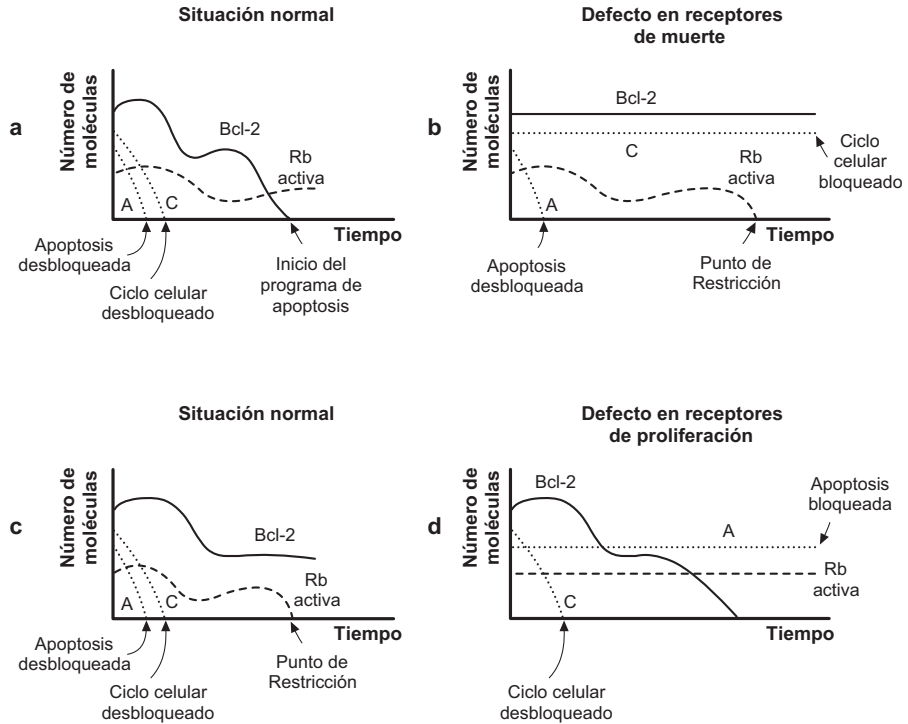 Situación normal
Defecto en receptores
de muerte
a
Número de
moléculas
Bcl-2
Rb
activa
A
C
Tiempo
Apoptosis
desbloqueada
Ciclo celular
desbloqueado
Inicio del
programa de
apoptosis
b
Número de
moléculas
Bcl-2
C
Rb
activa
Ciclo
celular
bloqueado
A
Tiempo
Apoptosis
desbloqueada
Punto de
Restricción
Situación normal
Defecto en receptores
de proliferación
c
Número de
moléculas
Bcl-2
Rb
activa
A
C
Tiempo
Apoptosis
desbloqueada
Ciclo celular
desbloqueado
Punto de
Restricción
d
Número de
moléculas
Bcl-2
A
Apoptosis
bloqueada
Rb
activa
C
Tiempo
Ciclo celular
desbloqueado